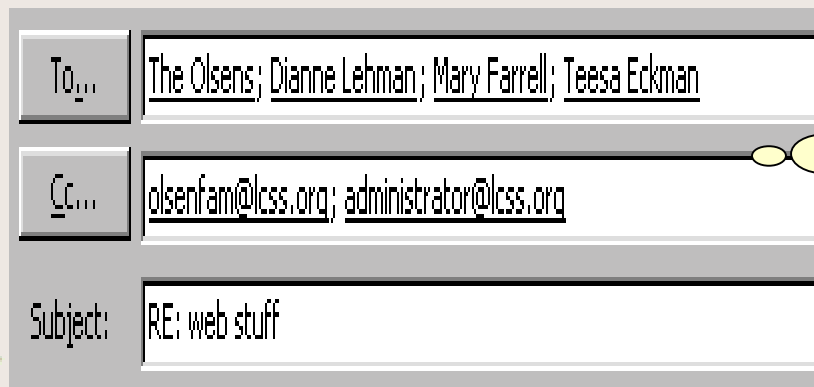 To... The Olsens; Dianne Lehman; Mary Farrell; Teesa Eckman
Cc... olsenfam@lcss.org; administrator@lcss.org
Subject: RE: web stuff